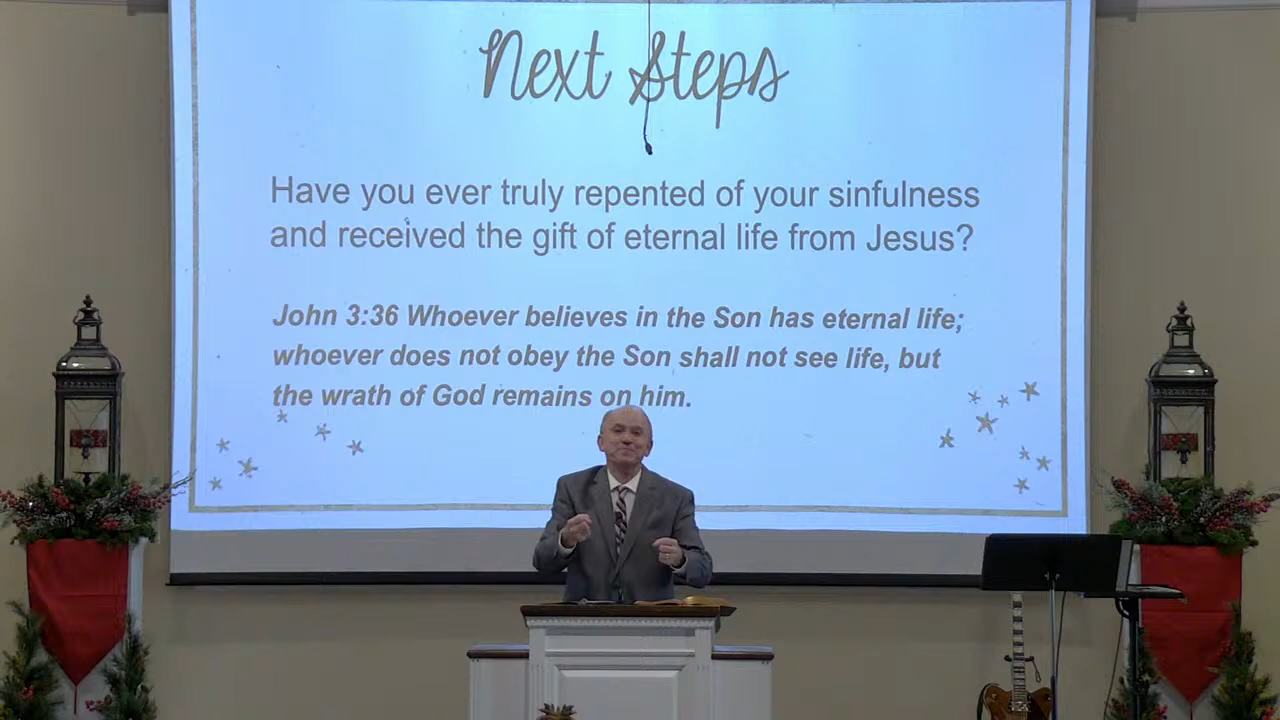 Next Steps
Have you ever truly repented of your sinfulness
and received the gift of eternal life from Jesus?
John 3:36 Whoever believes in the Son has eternal life;
whoever does not obey the Son shall not see life, but
the wrath of God remains on him.